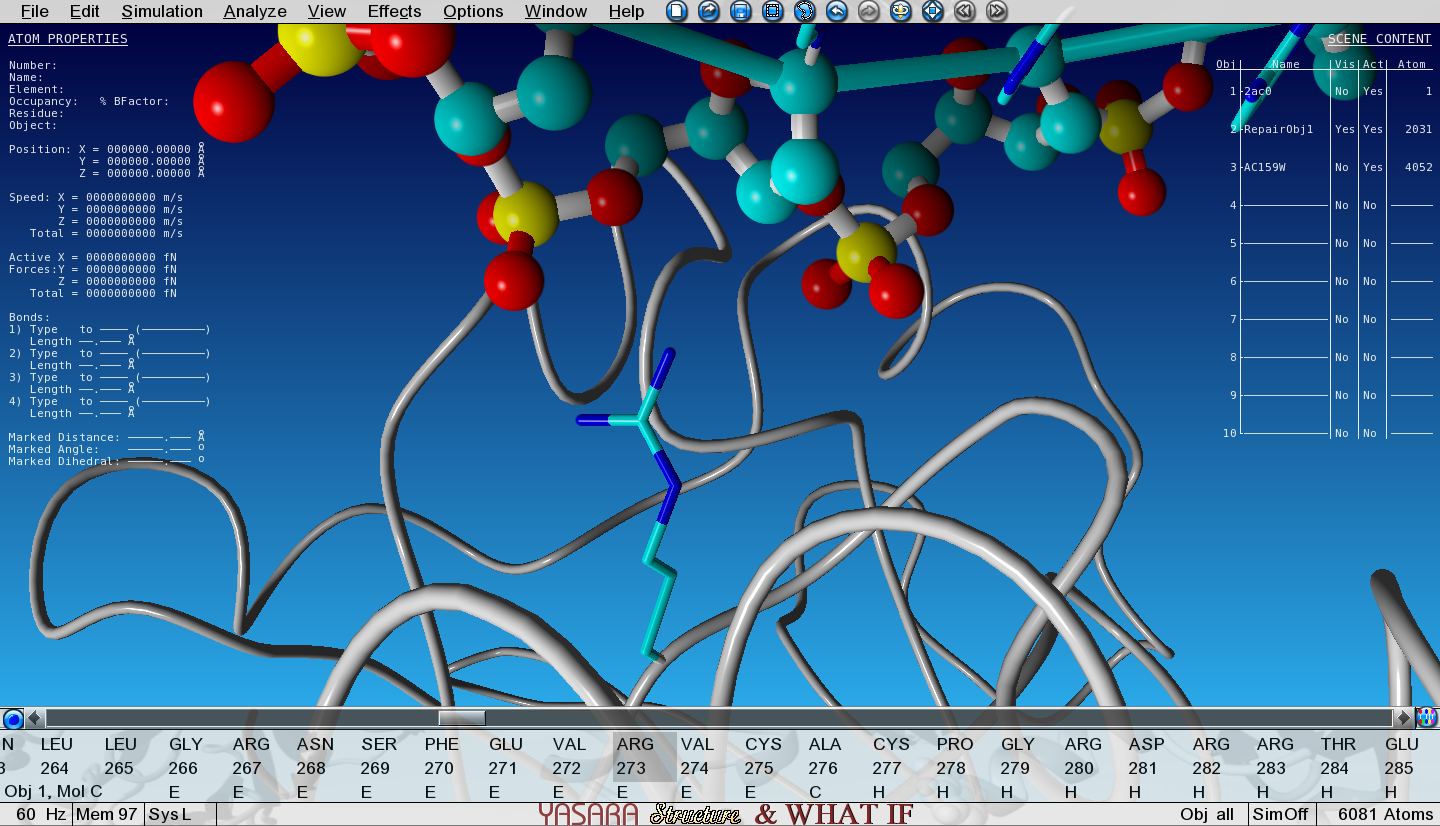 File Edit Simulation Analyze View Effects Options Window Help
ATOM PROPERTIES
Number:
Name:
Element:
Occupancy: % BFactor:
Residue:
Object:
Position: X = 000000.00000 Å
Y = 000000.00000 Å
Z = 000000.00000 Å
Speed: X = 0000000000 m/s
Y = 0000000000 m/s
Z = 0000000000 m/s
Total = 0000000000 m/s
Active X = 0000000000 fN
Forces:Y = 0000000000 fN
Z = 0000000000 fN
Total = 0000000000 fN
Bonds:
1) Type to ──── (─────────)
Length ──.─── Å
2) Type to ──── (─────────)
Length ──.─── Å
3) Type to ──── (─────────)
Length ──.─── Å
4) Type to ──── (─────────)
Length ──.─── Å
Marked Distance: ─────.─── Å
Marked Angle: ─────.─── °
Marked Dihedral: ─────.─── °
SCENE CONTENT
Obj Name Vis Act Atom
1 2ac0 No Yes 1
2 RepairObj1 Yes Yes 2031
3 AC159W No Yes 4052
4 No No
5 No No
6 No No
7 No No
8 No No
9 No No
10 No No
N LEU LEU GLY ARG ASN SER PHE GLU VAL ARG VAL CYS ALA CYS PRO GLY ARG ASP ARG ARG THR GLU
3 264 265 266 267 268 269 270 271 272 273 274 275 276 277 278 279 280 281 282 283 284 285
Obj 1, Mol C E E E E E E E E E E C H H H H H H H H H
60 Hz Mem 97 Sys L YASARA Structure & WHAT IF Obj all SimOff 6081 Atoms